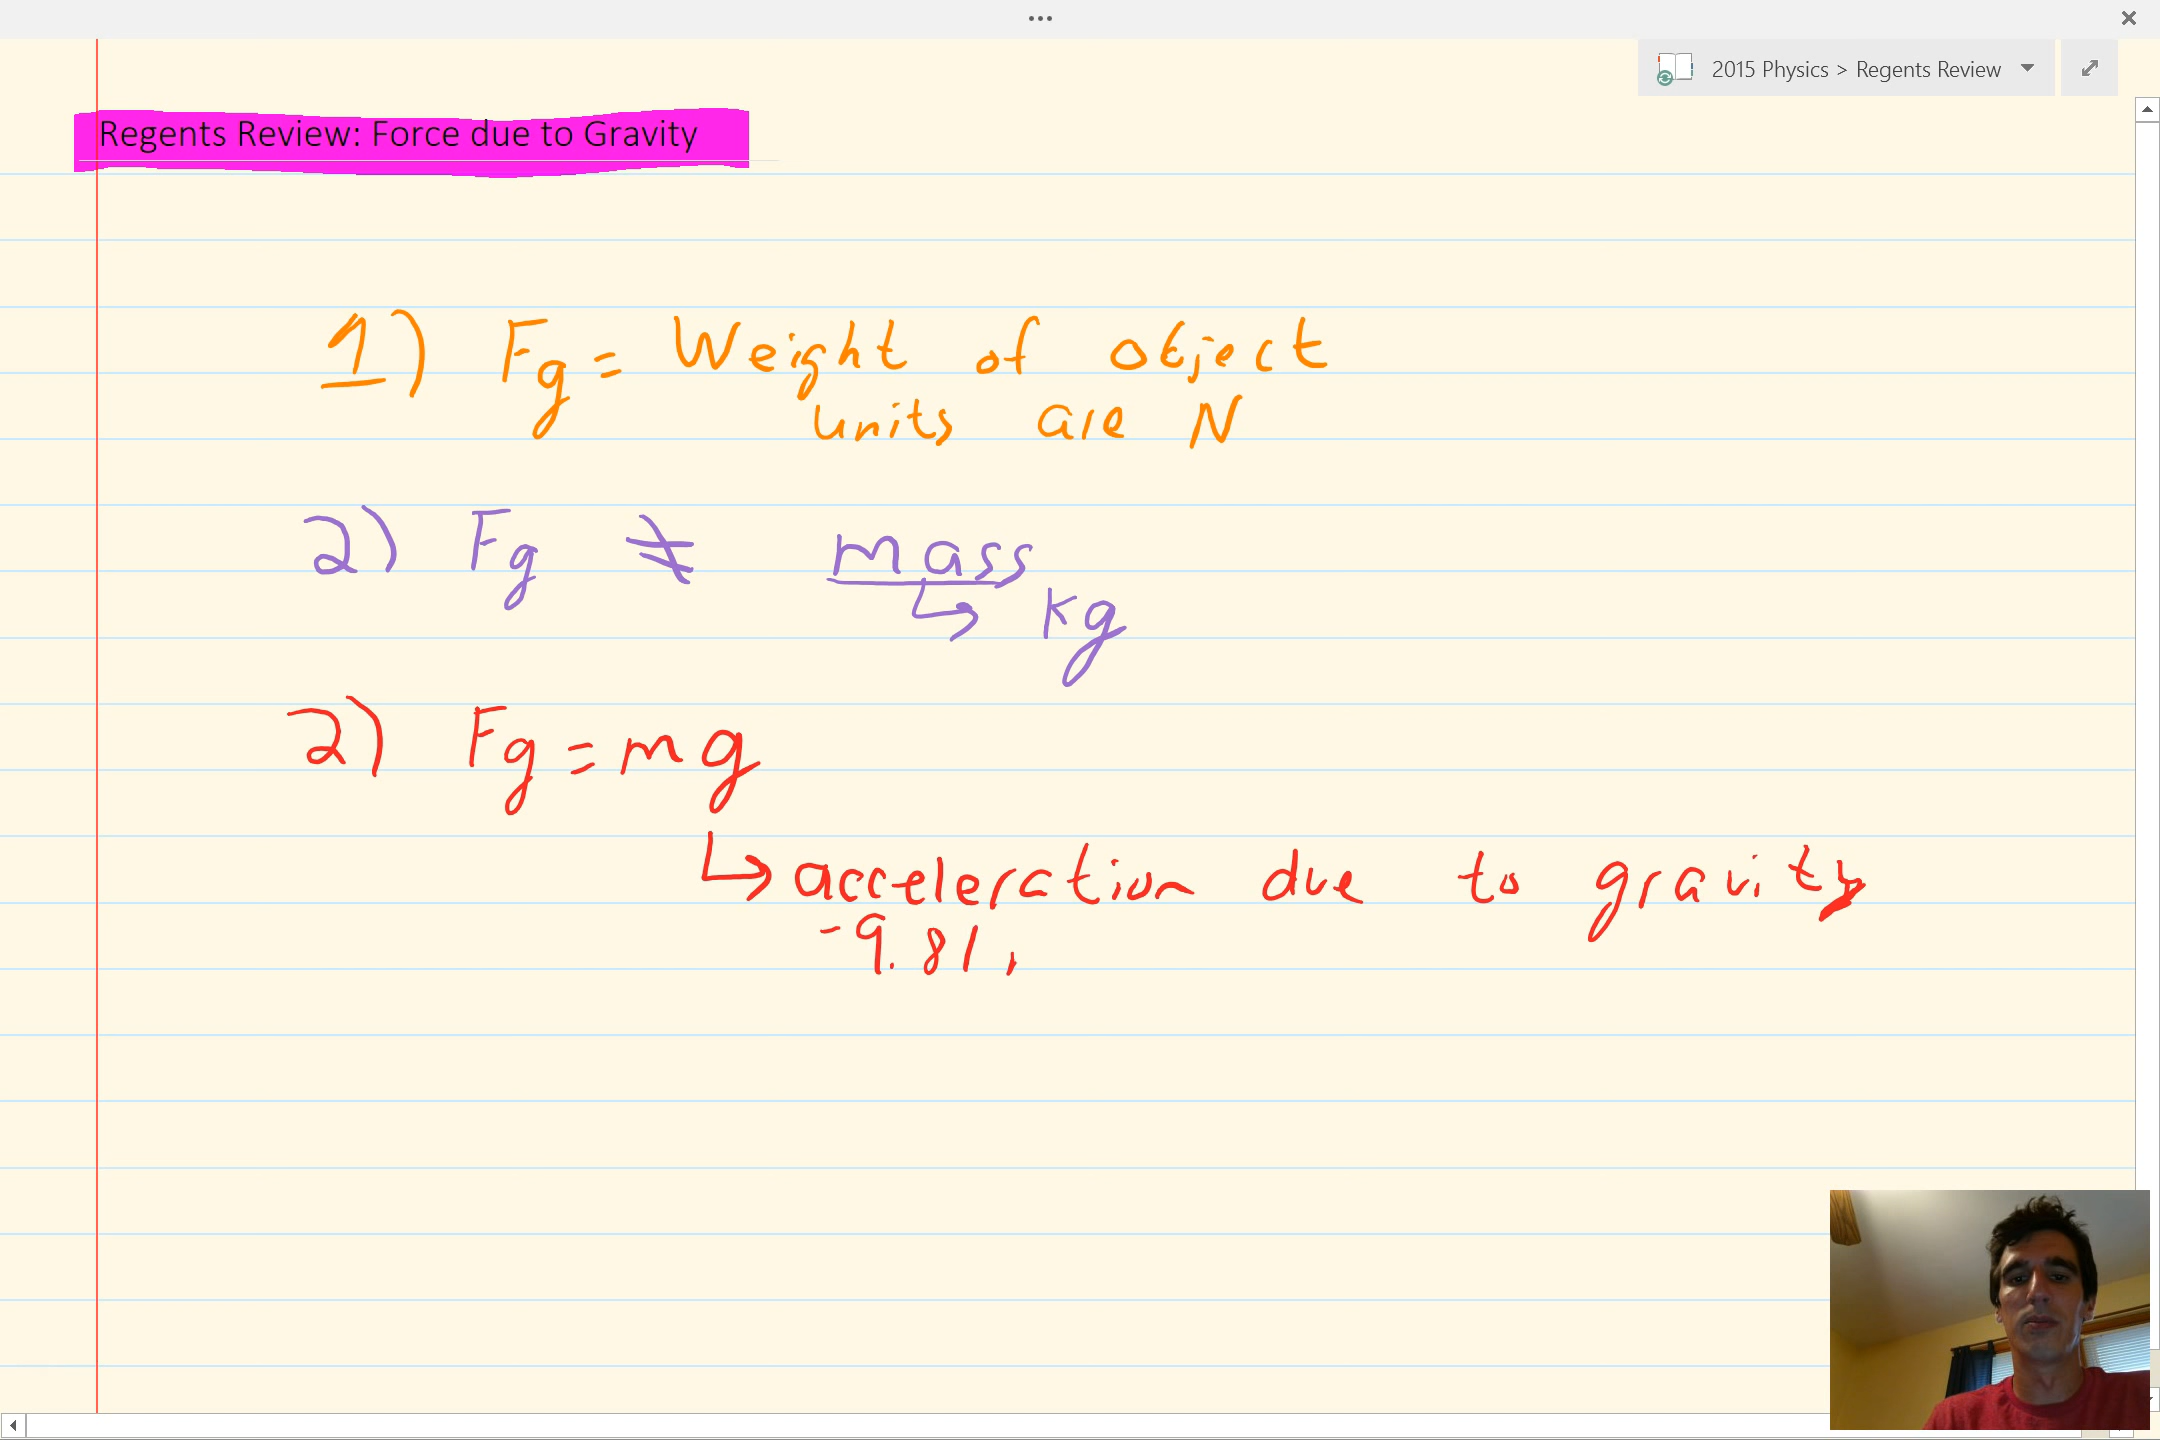 2015 Physics > Regents Review
Regents Review: Force due to Gravity
1) Fg = Weight of object
units are N
2) Fg ≠ mass
↳ kg
2) Fg = mg
↳ acceleration due to gravity
-9.81